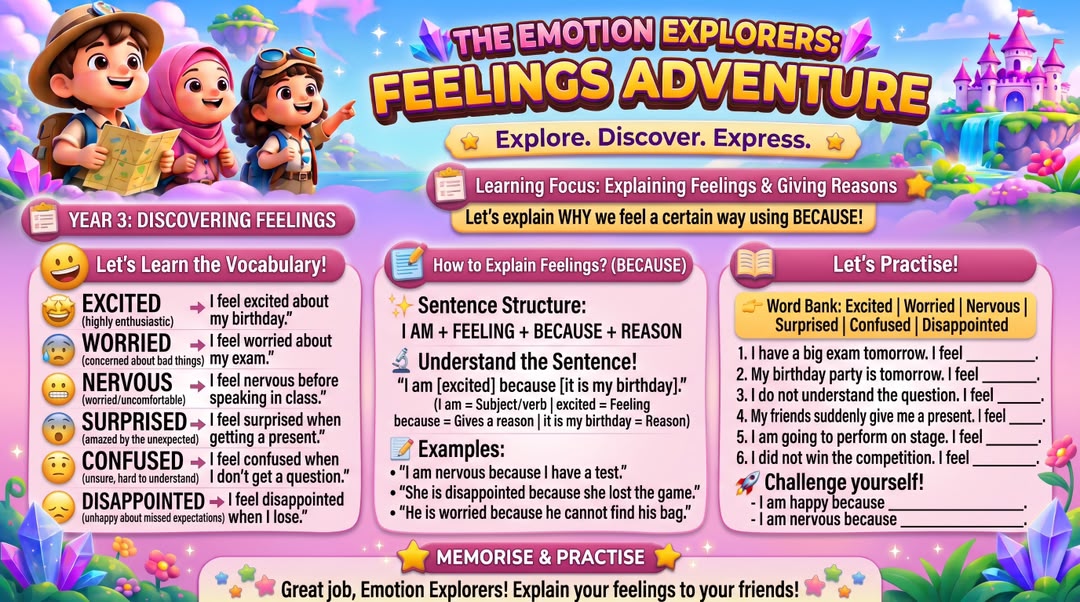 THE EMOTION EXPLORERS:
FEELINGS ADVENTURE
Explore. Discover. Express.
Learning Focus: Explaining Feelings & Giving Reasons
Let's explain WHY we feel a certain way using BECAUSE!
YEAR 3: DISCOVERING FEELINGS
Let's Learn the Vocabulary!
EXCITED
(highly enthusiastic)
I feel excited about
my birthday."
WORRIED
(concerned about bad things)
I feel worried about
my exam."
NERVOUS
(worried/uncomfortable)
I feel nervous before
speaking in class."
SURPRISED
(amazed by the unexpected)
I feel surprised when
getting a present."
CONFUSED
(unsure, hard to understand)
I feel confused when
I don't get a question."
DISAPPOINTED
(unhappy about missed expectations)
I feel disappointed
when I lose."
How to Explain Feelings? (BECAUSE)
Sentence Structure:
I AM + FEELING + BECAUSE + REASON
Understand the Sentence!
"I am [excited] because [it is my birthday]."
(I am = Subject/verb | excited = Feeling
because = Gives a reason | it is my birthday = Reason)
Examples:
• "I am nervous because I have a test."
• "She is disappointed because she lost the game."
• "He is worried because he cannot find his bag."
Let's Practise!
Word Bank: Excited | Worried | Nervous |
Surprised | Confused | Disappointed
1. I have a big exam tomorrow. I feel ________.
2. My birthday party is tomorrow. I feel ______.
3. I do not understand the question. I feel _____.
4. My friends suddenly give me a present. I feel ____.
5. I am going to perform on stage. I feel ______.
6. I did not win the competition. I feel _______.
Challenge yourself!
- I am happy because ________________.
- I am nervous because ______________.
MEMORISE & PRACTISE
Great job, Emotion Explorers! Explain your feelings to your friends!